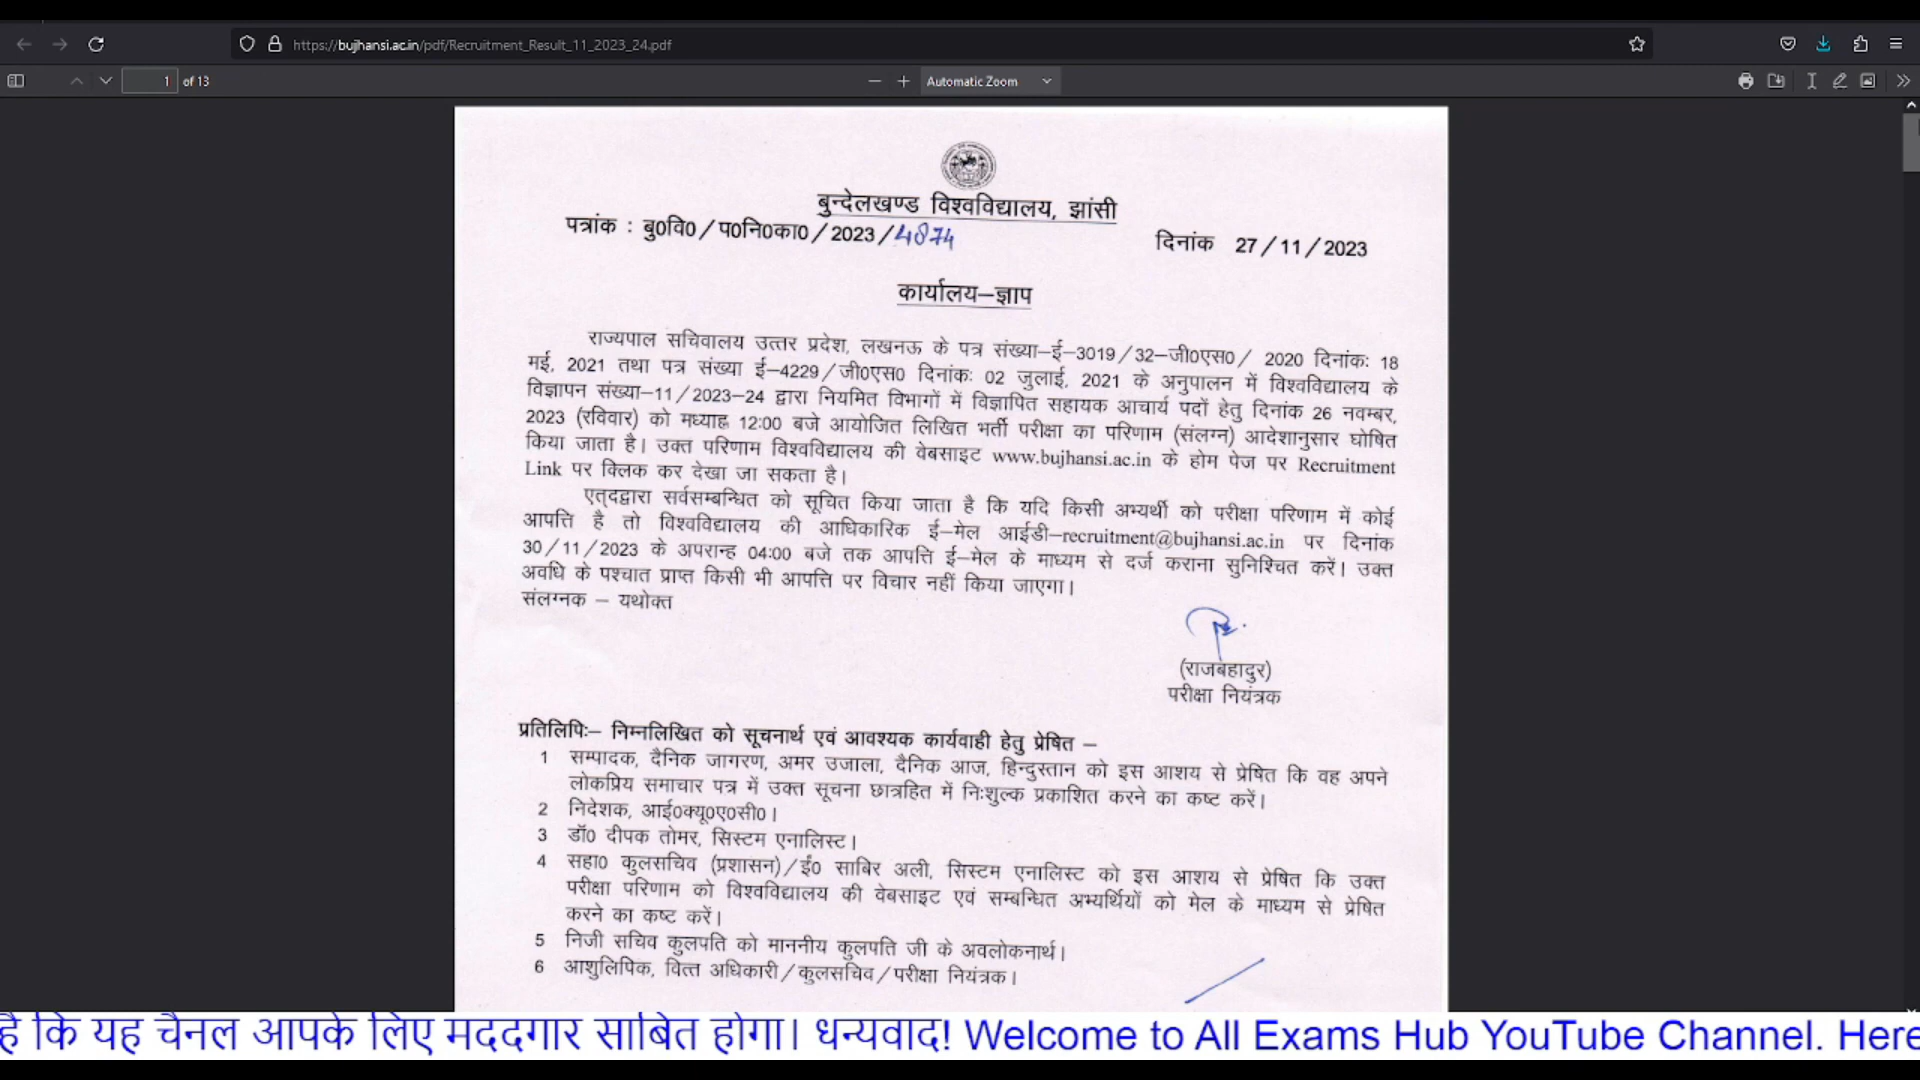 https://bujhansi.ac.in/pdf/Recruitment_Result_11_2023_24.pdf
1 of 13
Automatic Zoom
बुन्देलखण्ड विश्वविद्यालय, झांसी
पत्रांक : बु0वि0/प0नि0का0/2023/4874
दिनांक 27/11/2023
कार्यालय–ज्ञाप
राज्यपाल सचिवालय उत्तर प्रदेश, लखनऊ के पत्र संख्या–ई–3019/32–जी0एस0/ 2020 दिनांकः 18
मई, 2021 तथा पत्र संख्या ई–4229/जी0एस0 दिनांकः 02 जुलाई, 2021 के अनुपालन में विश्वविद्यालय के
विज्ञापन संख्या–11/2023–24 द्वारा नियमित विभागों में विज्ञापित सहायक आचार्य पदों हेतु दिनांक 26 नवम्बर,
2023 (रविवार) को मध्याह्न 12:00 बजे आयोजित लिखित भर्ती परीक्षा का परिणाम (संलग्न) आदेशानुसार घोषित
किया जाता है। उक्त परिणाम विश्वविद्यालय की वेबसाइट www.bujhansi.ac.in के होम पेज पर Recruitment
Link पर क्लिक कर देखा जा सकता है।
एत्द्द्वारा सर्वसम्बन्धित को सूचित किया जाता है कि यदि किसी अभ्यर्थी को परीक्षा परिणाम में कोई
आपत्ति है तो विश्वविद्यालय की आधिकारिक ई–मेल आईडी–recruitment@bujhansi.ac.in पर दिनांक
30/11/2023 के अपरान्ह 04:00 बजे तक आपत्ति ई–मेल के माध्यम से दर्ज कराना सुनिश्चित करें। उक्त
अवधि के पश्चात प्राप्त किसी भी आपत्ति पर विचार नहीं किया जाएगा।
संलग्नक – यथोक्त
(राजबहादुर)
परीक्षा नियंत्रक
प्रतिलिपिः– निम्नलिखित को सूचनार्थ एवं आवश्यक कार्यवाही हेतु प्रेषित –
1 सम्पादक, दैनिक जागरण, अमर उजाला, दैनिक आज, हिन्दुस्तान को इस आशय से प्रेषित कि वह अपने
लोकप्रिय समाचार पत्र में उक्त सूचना छात्रहित में निःशुल्क प्रकाशित करने का कष्ट करें।
2 निदेशक, आई0क्यू0ए0सी0।
3 डॉ0 दीपक तोमर, सिस्टम एनालिस्ट।
4 सहा0 कुलसचिव (प्रशासन)/ईं0 साबिर अली, सिस्टम एनालिस्ट को इस आशय से प्रेषित कि उक्त
परीक्षा परिणाम को विश्वविद्यालय की वेबसाइट एवं सम्बन्धित अभ्यर्थियों को मेल के माध्यम से प्रेषित
करने का कष्ट करें।
5 निजी सचिव कुलपति को माननीय कुलपति जी के अवलोकनार्थ।
6 आशुलिपिक, वित्त अधिकारी/कुलसचिव/परीक्षा नियंत्रक।
है कि यह चैनल आपके लिए मददगार साबित होगा। धन्यवाद! Welcome to All Exams Hub YouTube Channel. Here